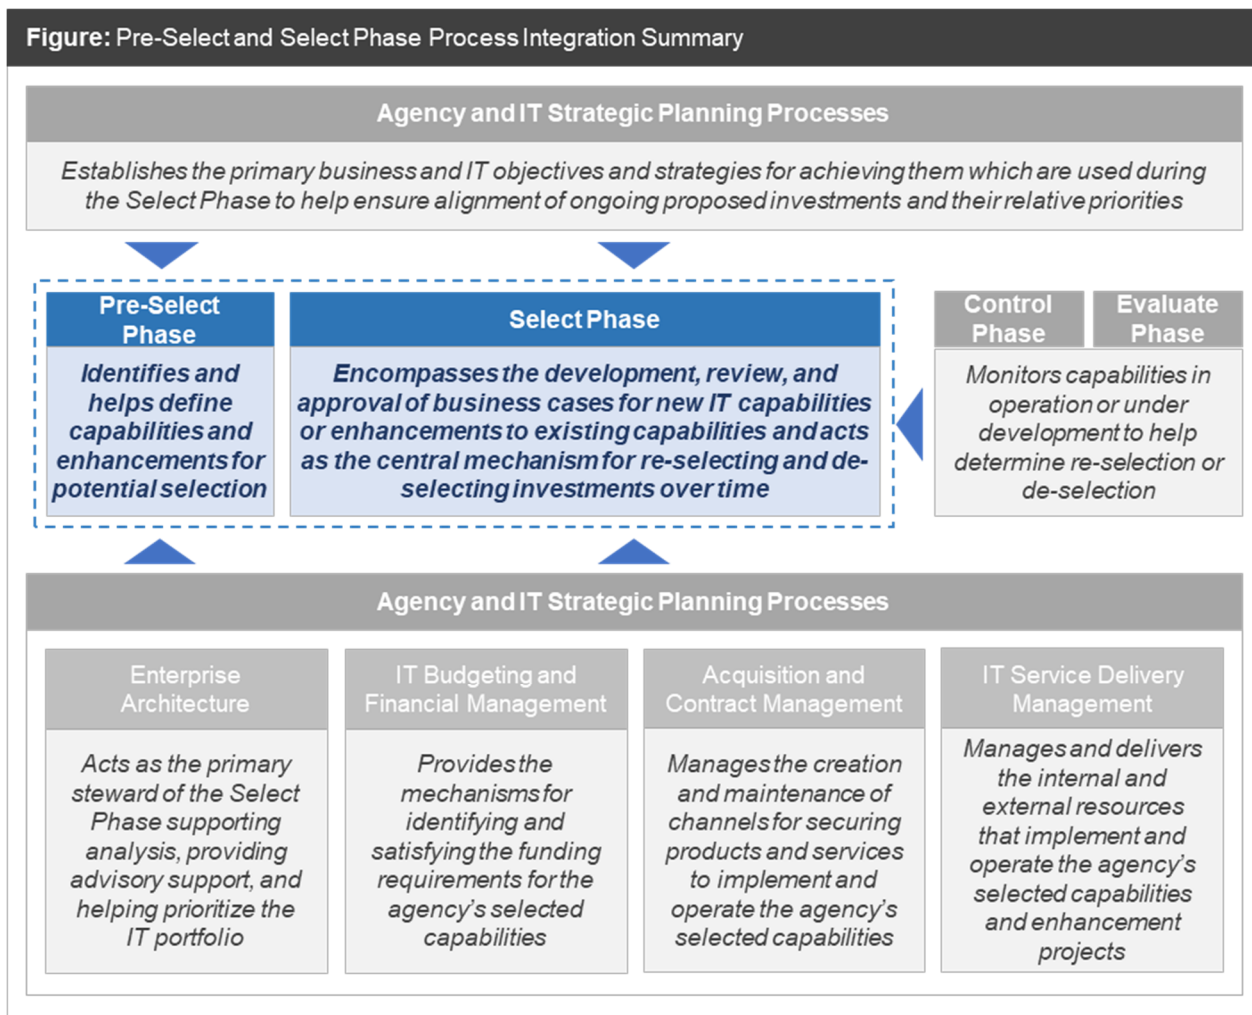 Figure: Pre-Select and Select Phase Process Integration Summary
Agency and IT Strategic Planning Processes
Establishes the primary business and IT objectives and strategies for achieving them which are used during
the Select Phase to help ensure alignment of ongoing proposed investments and their relative priorities
Pre-Select
Phase
Identifies and
helps define
capabilities and
enhancements for
potential selection
Select Phase
Encompasses the development, review, and
approval of business cases for new IT capabilities
or enhancements to existing capabilities and acts
as the central mechanism for re-selecting and de-
selecting investments over time
Control
Phase
Evaluate
Phase
Monitors capabilities in
operation or under
development to help
determine re-selection or
de-selection
Agency and IT Strategic Planning Processes
Enterprise
Architecture
Acts as the primary
steward of the Select
Phase supporting
analysis, providing
advisory support, and
helping prioritize the
IT portfolio
IT Budgeting and
Financial Management
Provides the
mechanisms for
identifying and
satisfying the funding
requirements for the
agency's selected
capabilities
Acquisition and
Contract Management
Manages the creation
and maintenance of
channels for securing
products and services
to implement and
operate the agency's
selected capabilities
IT Service Delivery
Management
Manages and delivers
the internal and
external resources
that implement and
operate the agency's
selected capabilities
and enhancement
projects